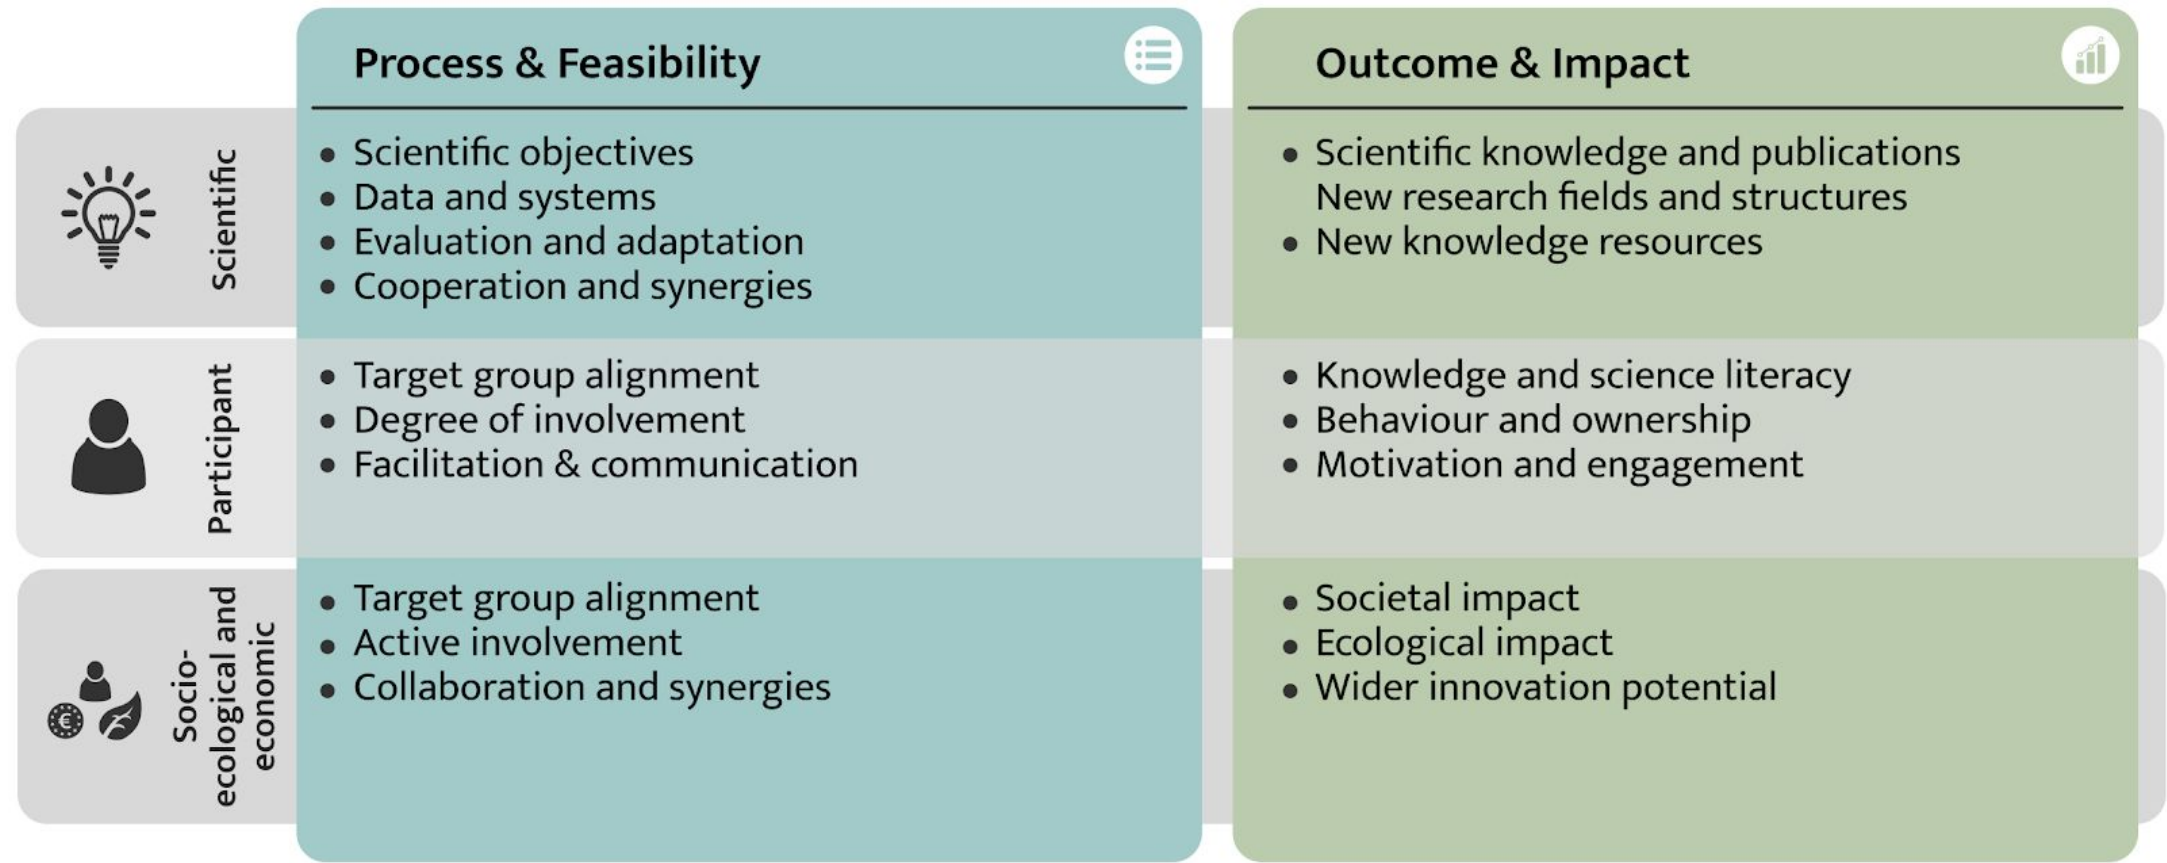 Process & Feasibility
Outcome & Impact
Scientific
• Scientific objectives
• Data and systems
• Evaluation and adaptation
• Cooperation and synergies
• Scientific knowledge and publications
New research fields and structures
• New knowledge resources
Participant
• Target group alignment
• Degree of involvement
• Facilitation & communication
• Knowledge and science literacy
• Behaviour and ownership
• Motivation and engagement
Socio-
ecological and
economic
€
• Target group alignment
• Active involvement
• Collaboration and synergies
• Societal impact
• Ecological impact
• Wider innovation potential